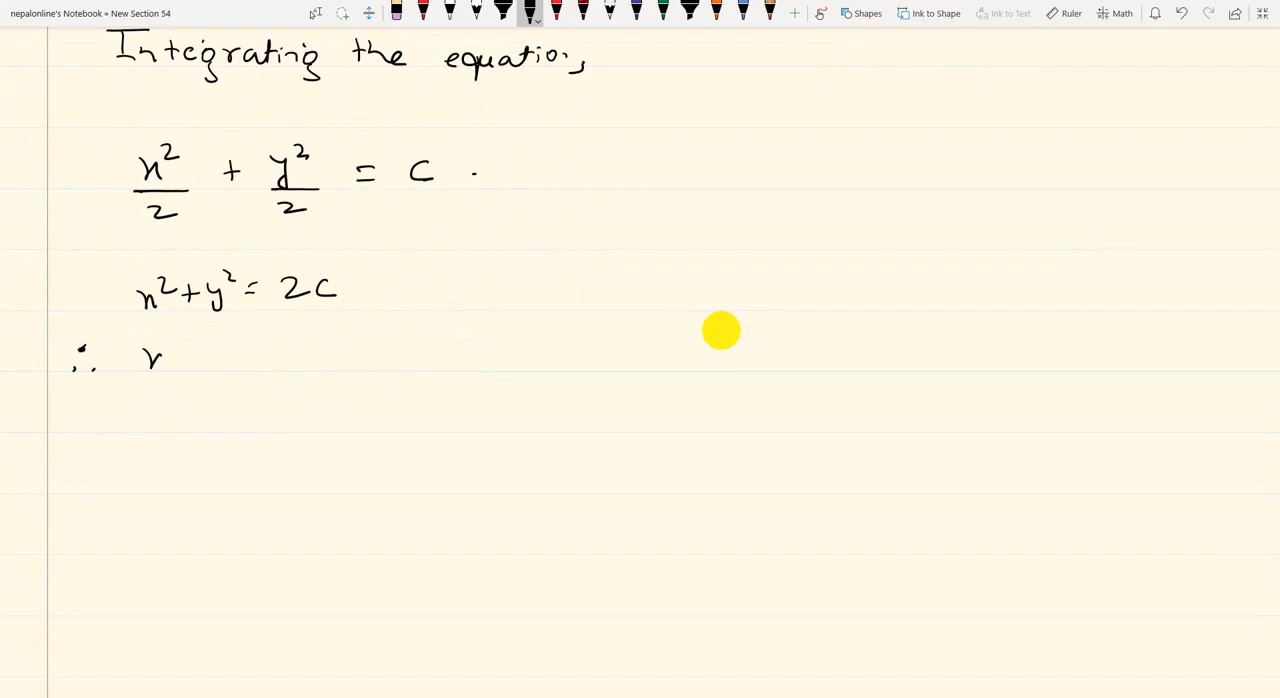 nepalonline's Notebook » New Section 54
Shapes Ink to Shape Ink to Text Ruler Math
Integrating the equation,
x²/2 + y²/2 = c .
x² + y² = 2c
∴ x